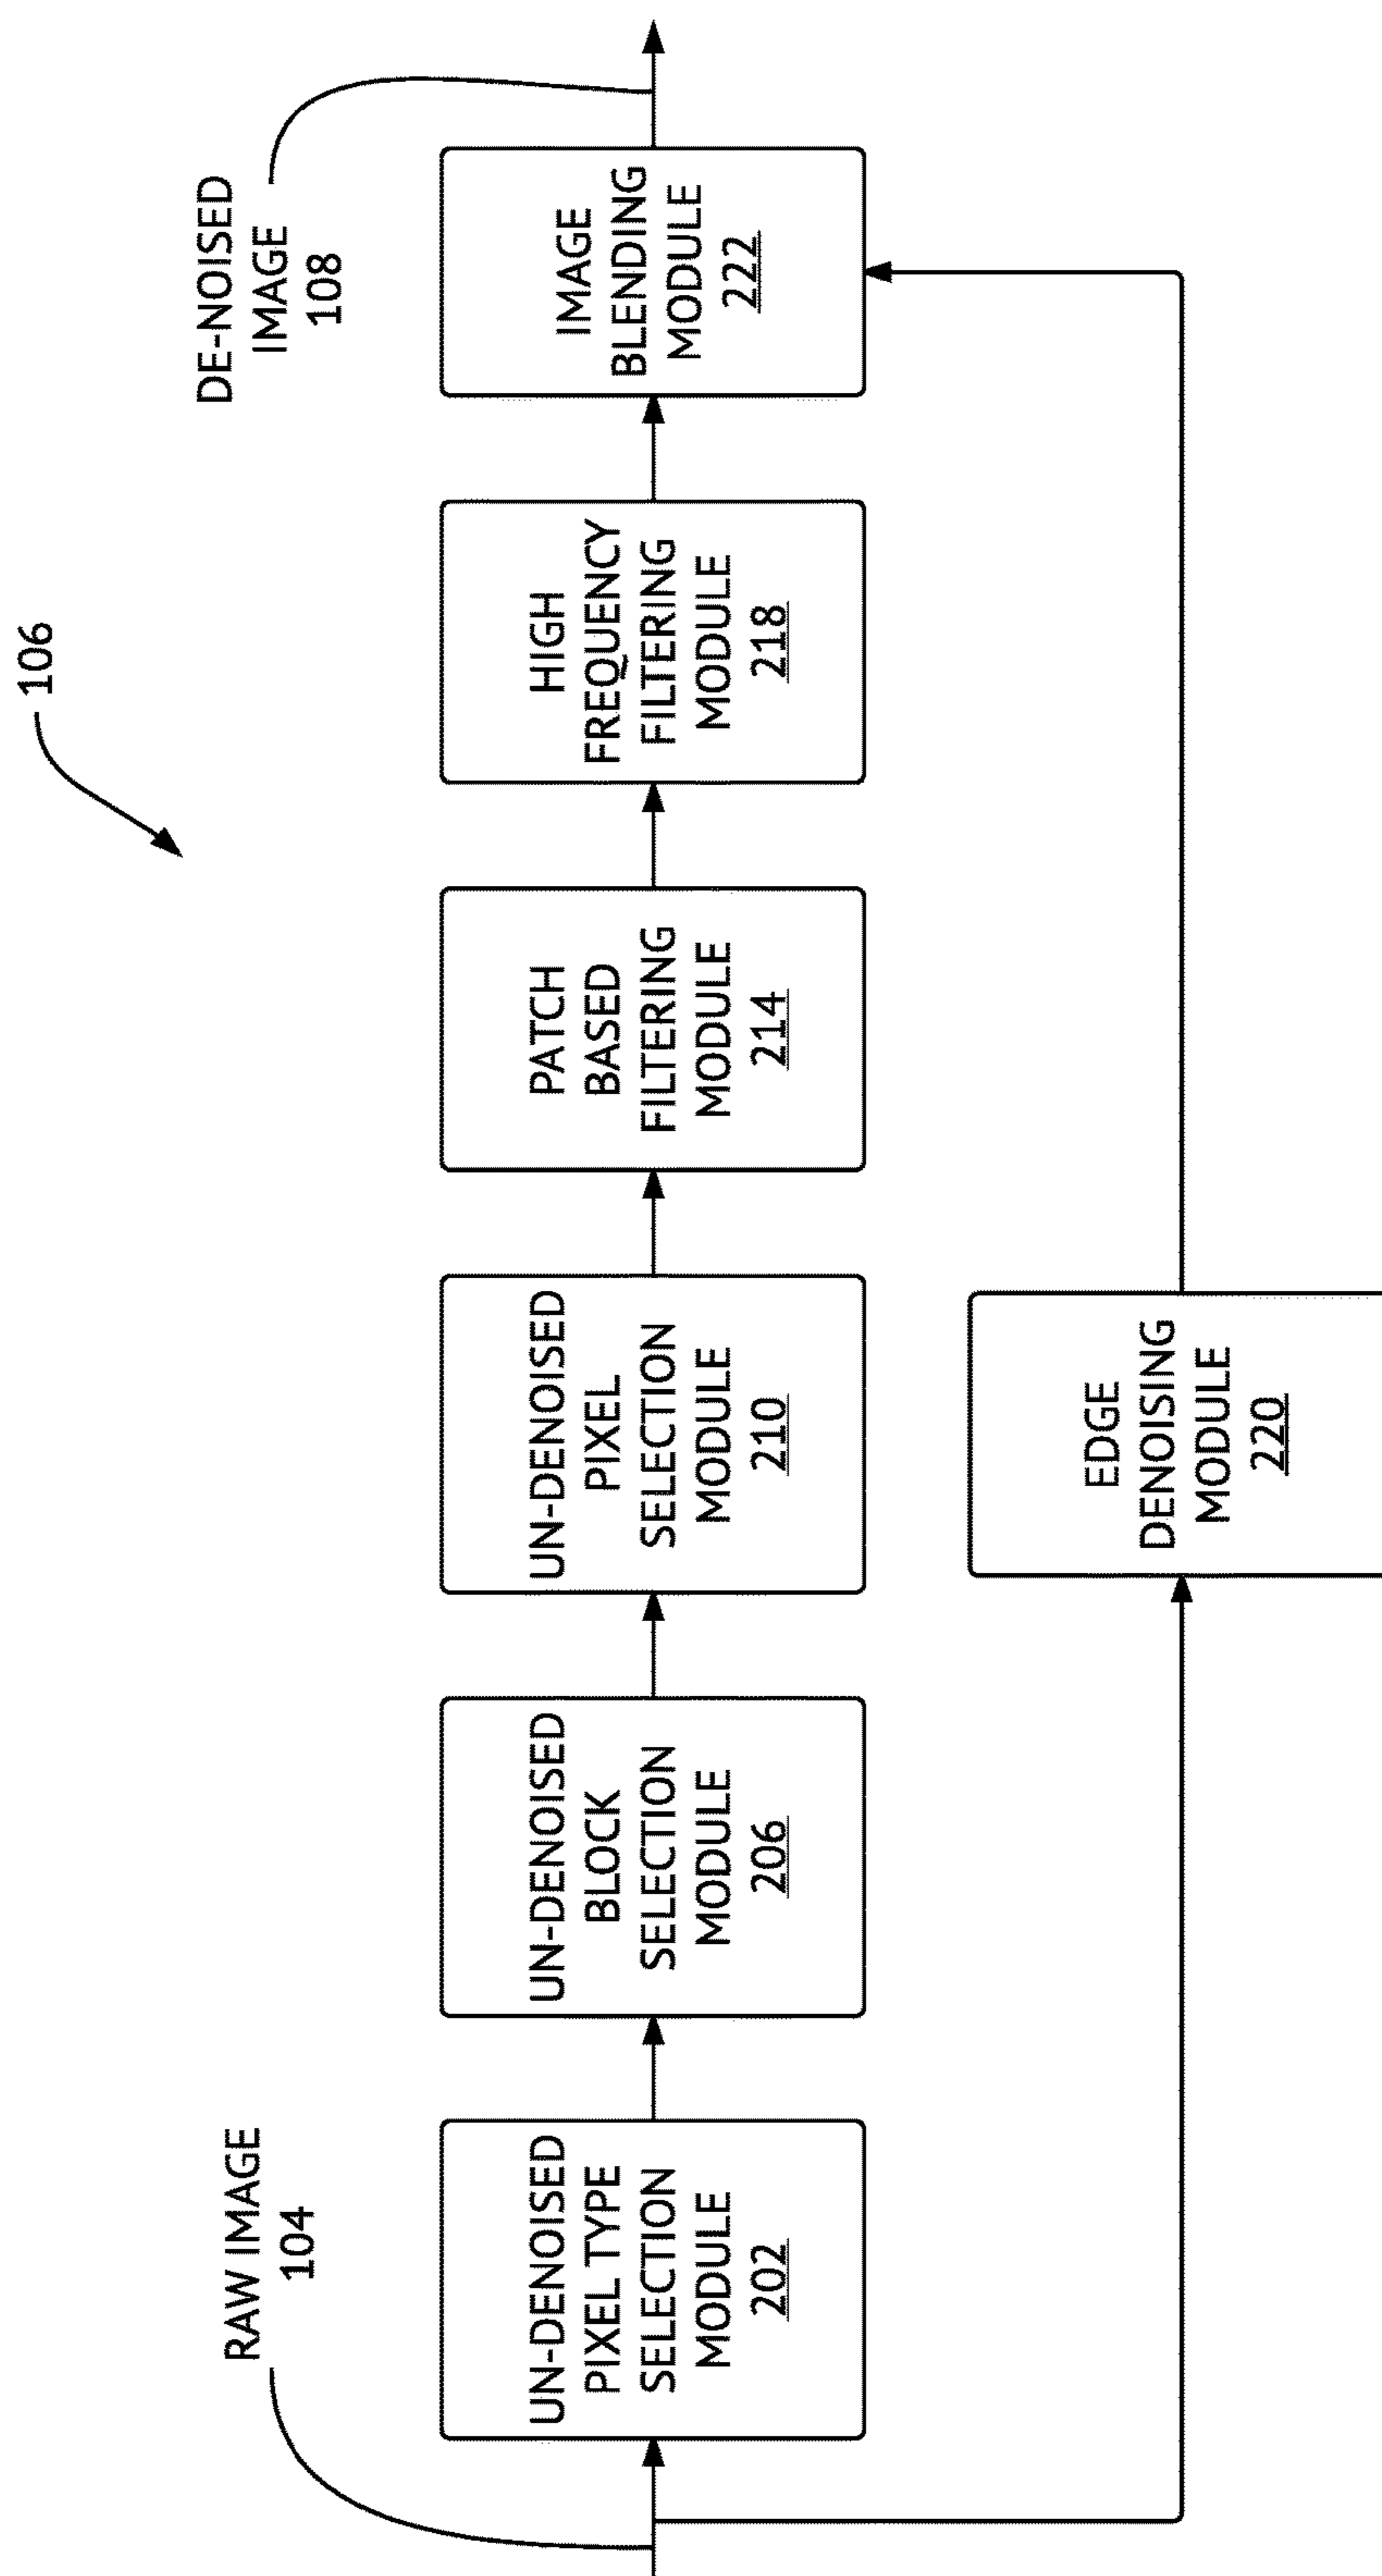 106
RAW IMAGE
104
DE-NOISED
IMAGE
108
UN-DENOISED
PIXEL TYPE
SELECTION
MODULE
202
UN-DENOISED
BLOCK
SELECTION
MODULE
206
UN-DENOISED
PIXEL
SELECTION
MODULE
210
PATCH
BASED
FILTERING
MODULE
214
HIGH
FREQUENCY
FILTERING
MODULE
218
IMAGE
BLENDING
MODULE
222
EDGE
DENOISING
MODULE
220